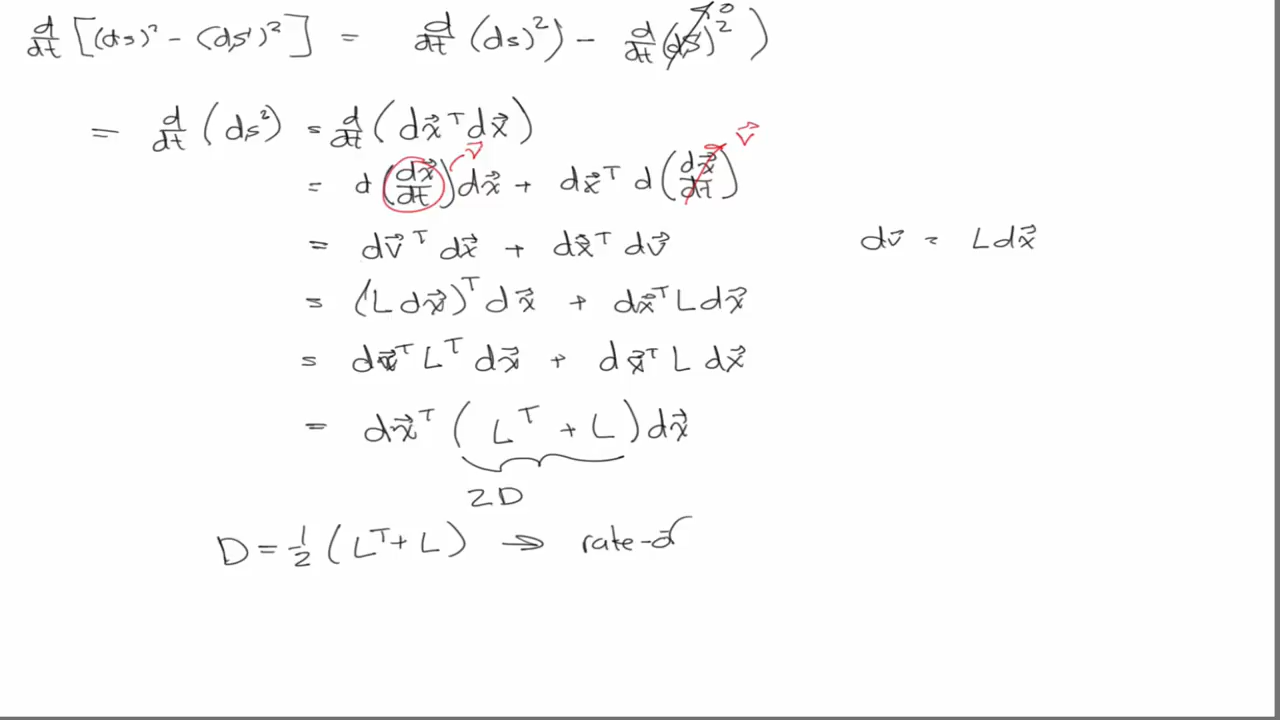 d/dt [(ds)² - (dS)²] = d/dt (ds)²) - d/dt (dS)²) → 0
= d/dt (ds²) = d/dt (dx⃗ᵀ dx⃗)
= d(dx⃗/dt) dx⃗ + dx⃗ᵀ d(dx⃗/dt) v⃗ v⃗
= dv⃗ᵀ dx⃗ + dx⃗ᵀ dv⃗ dv⃗ = L dx⃗
= (L dx⃗)ᵀ dx⃗ + dx⃗ᵀ L dx⃗
= dx⃗ᵀ Lᵀ dx⃗ + dx⃗ᵀ L dx⃗
= dx⃗ᵀ (Lᵀ + L) dx⃗
2D
D = 1/2 (Lᵀ + L) → rate-o